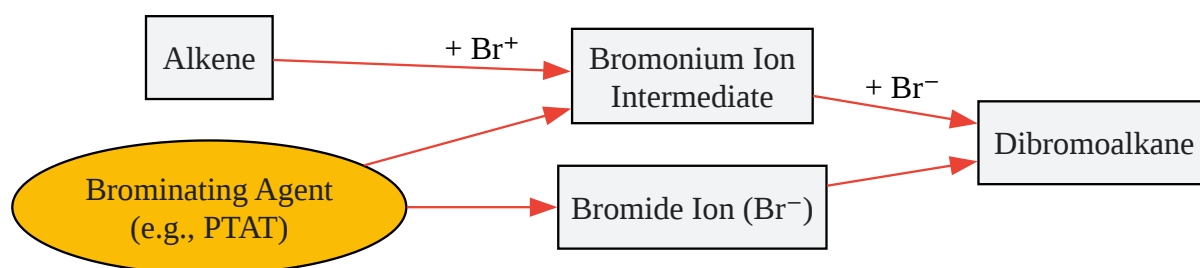 Alkene
+ Br⁺
Bromonium Ion
Intermediate
+ Br⁻
Dibromoalkane
Brominating Agent
(e.g., PTAT)
Bromide Ion (Br⁻)